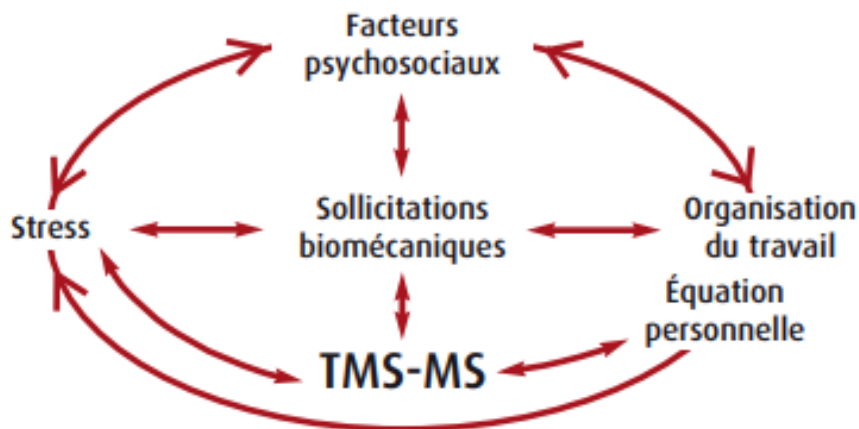 Facteurs
psychosociaux
Stress
Sollicitations
biomécaniques
Organisation
du travail
Équation
personnelle
TMS-MS